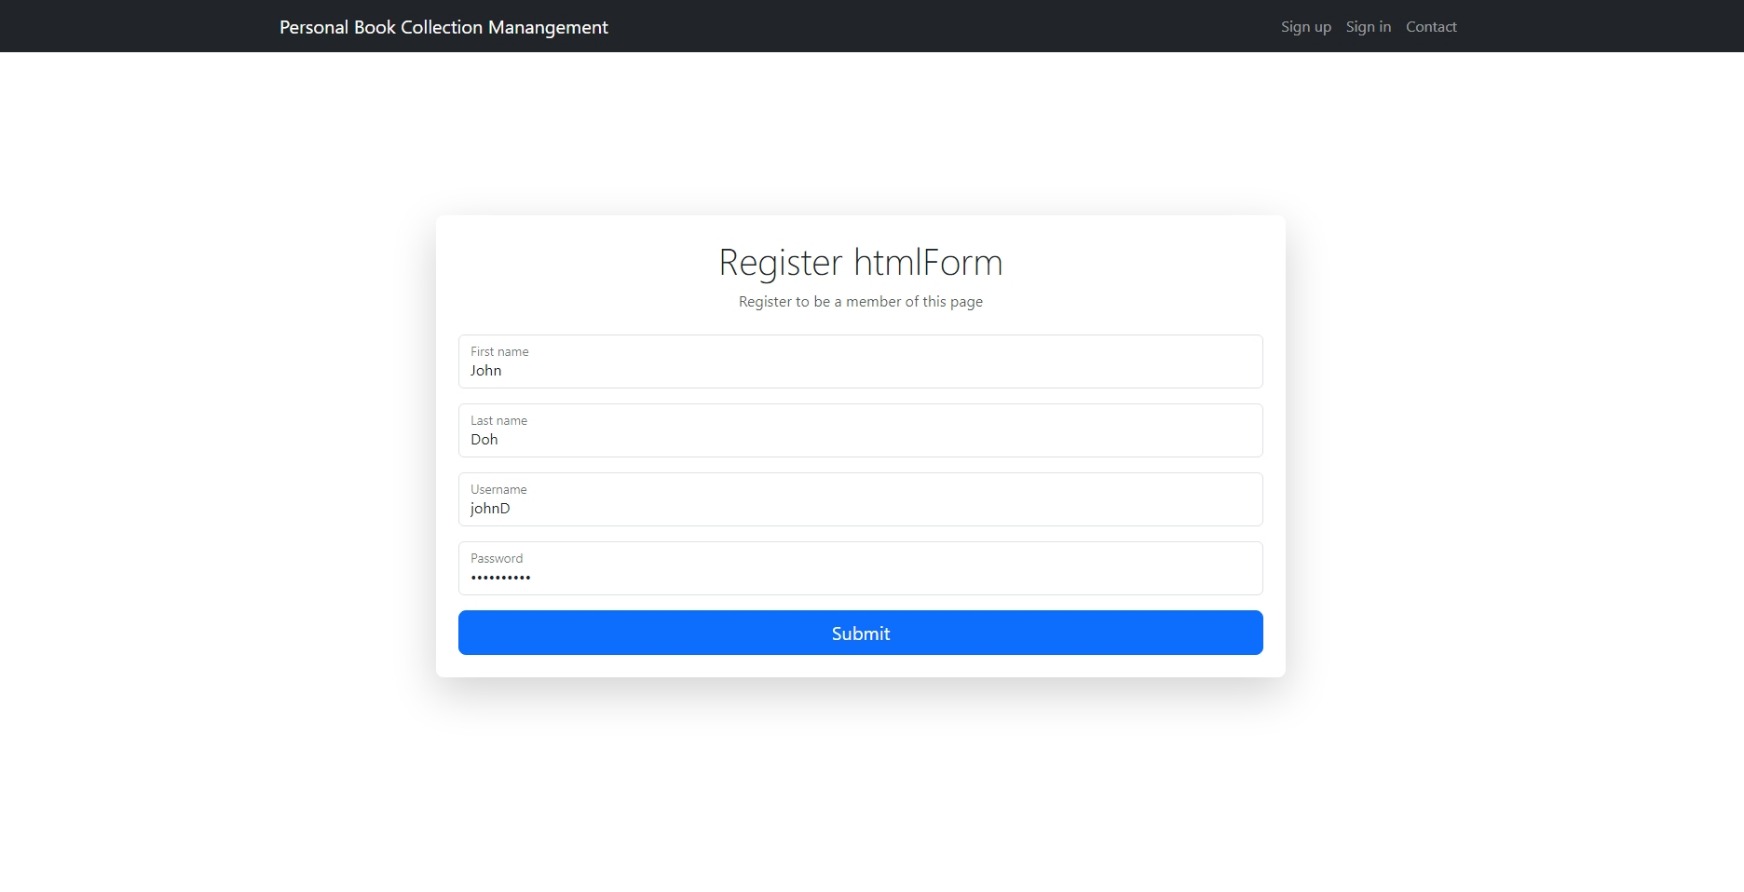 Personal Book Collection Manangement
Sign up Sign in Contact
Register htmlForm
Register to be a member of this page
First name
John
Last name
Doh
Username
johnD
Password
••••••••••
Submit